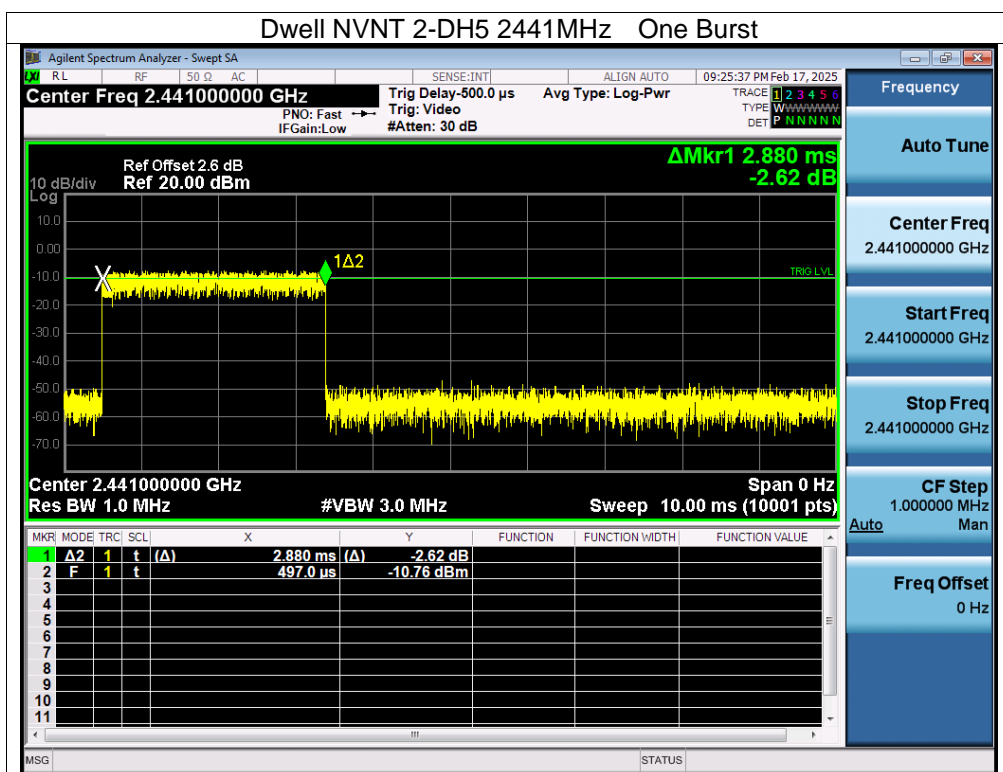 Dwell NVNT 2-DH5 2441MHz One Burst
Agilent Spectrum Analyzer - Swept SA
LXI RL RF 50 Ω AC SENSE:INT ALIGN AUTO 09:25:37 PM Feb 17, 2025
Center Freq 2.441000000 GHz Trig Delay-500.0 µs Avg Type: Log-Pwr TRACE 1 2 3 4 5 6
PNO: Fast Trig: Video TYPE WWWWWW
IFGain:Low #Atten: 30 dB DET P N N N N N
ΔMkr1 2.880 ms
-2.62 dB
Ref Offset 2.6 dB
10 dB/div Ref 20.00 dBm
Log
10.0
0.00
-10.0
-20.0
-30.0
-40.0
-50.0
-60.0
-70.0
1Δ2
TRIG LVL
Center 2.441000000 GHz Span 0 Hz
Res BW 1.0 MHz #VBW 3.0 MHz Sweep 10.00 ms (10001 pts)
MKR MODE TRC SCL X Y FUNCTION FUNCTION WIDTH FUNCTION VALUE
1 Δ2 1 t (Δ) 2.880 ms (Δ) -2.62 dB
2 F 1 t 497.0 µs -10.76 dBm
3
4
5
6
7
8
9
10
11
MSG STATUS
Frequency
Auto Tune
Center Freq
2.441000000 GHz
Start Freq
2.441000000 GHz
Stop Freq
2.441000000 GHz
CF Step
1.000000 MHz
Auto Man
Freq Offset
0 Hz